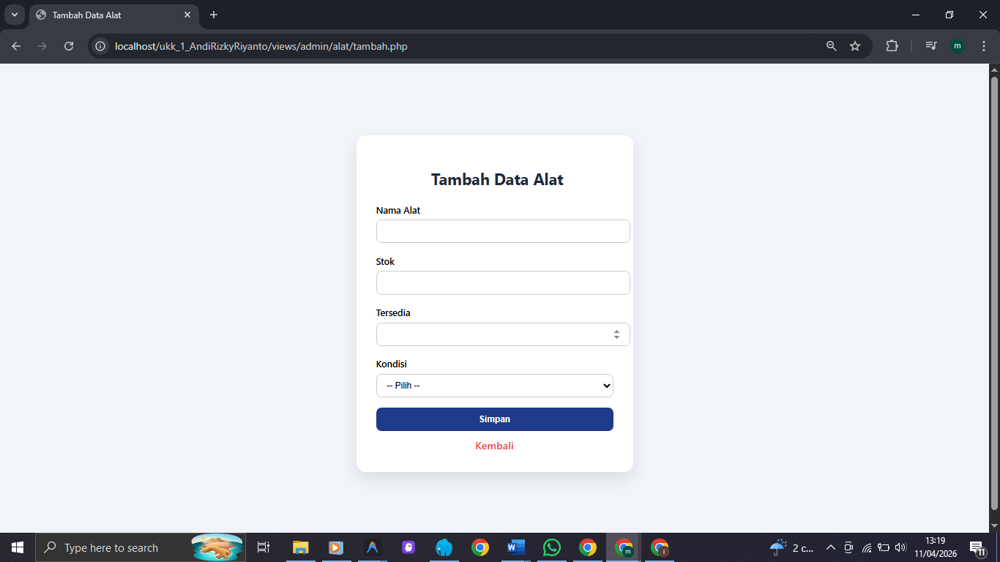 Tambah Data Alat
localhost/ukk_1_AndiRizkyRiyanto/views/admin/alat/tambah.php
m
Tambah Data Alat
Nama Alat
Stok
Tersedia
Kondisi
-- Pilih --
Simpan
Kembali
Type here to search
W
m
i
2 c...
13:19
11/04/2026
11